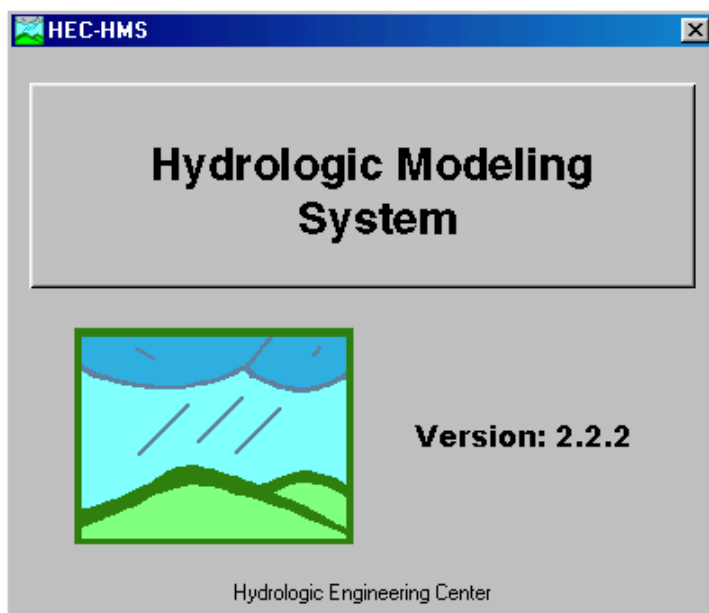 HEC-HMS
Hydrologic Modeling
System
Version: 2.2.2
Hydrologic Engineering Center